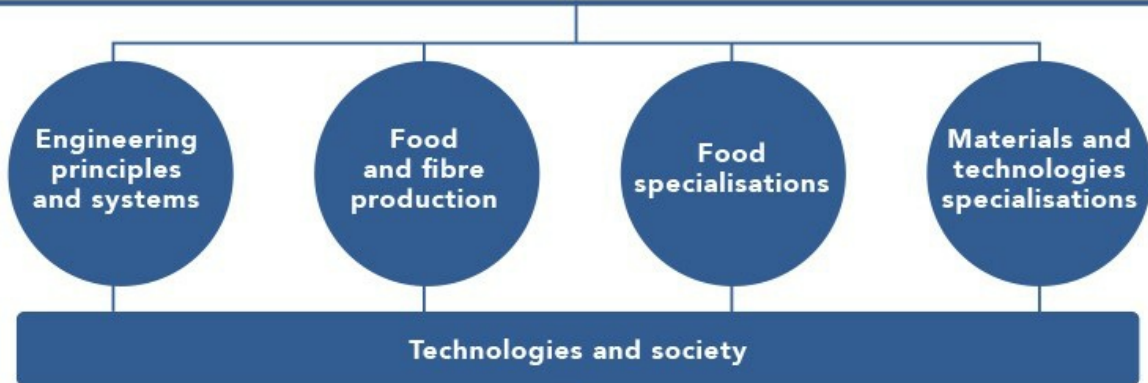 Engineering
principles
and systems
Food
and fibre
production
Food
specialisations
Materials and
technologies
specialisations
Technologies and society